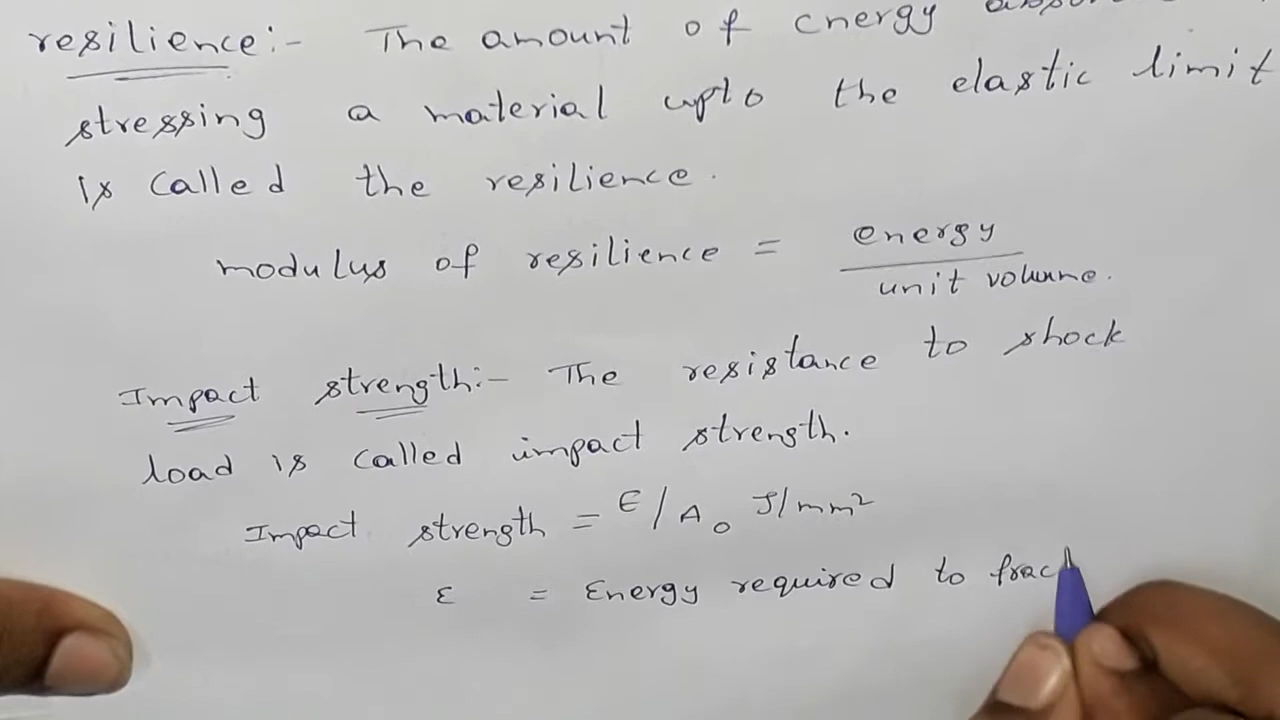 resilience:- The amount of energy
stressing a material upto the elastic limit
is called the resilience.
modulus of resilience = energy
unit volume.
Impact strength:- The resistance to shock
load is called impact strength.
Impact strength = E/A₀ J/mm²
ε = Energy required to frac